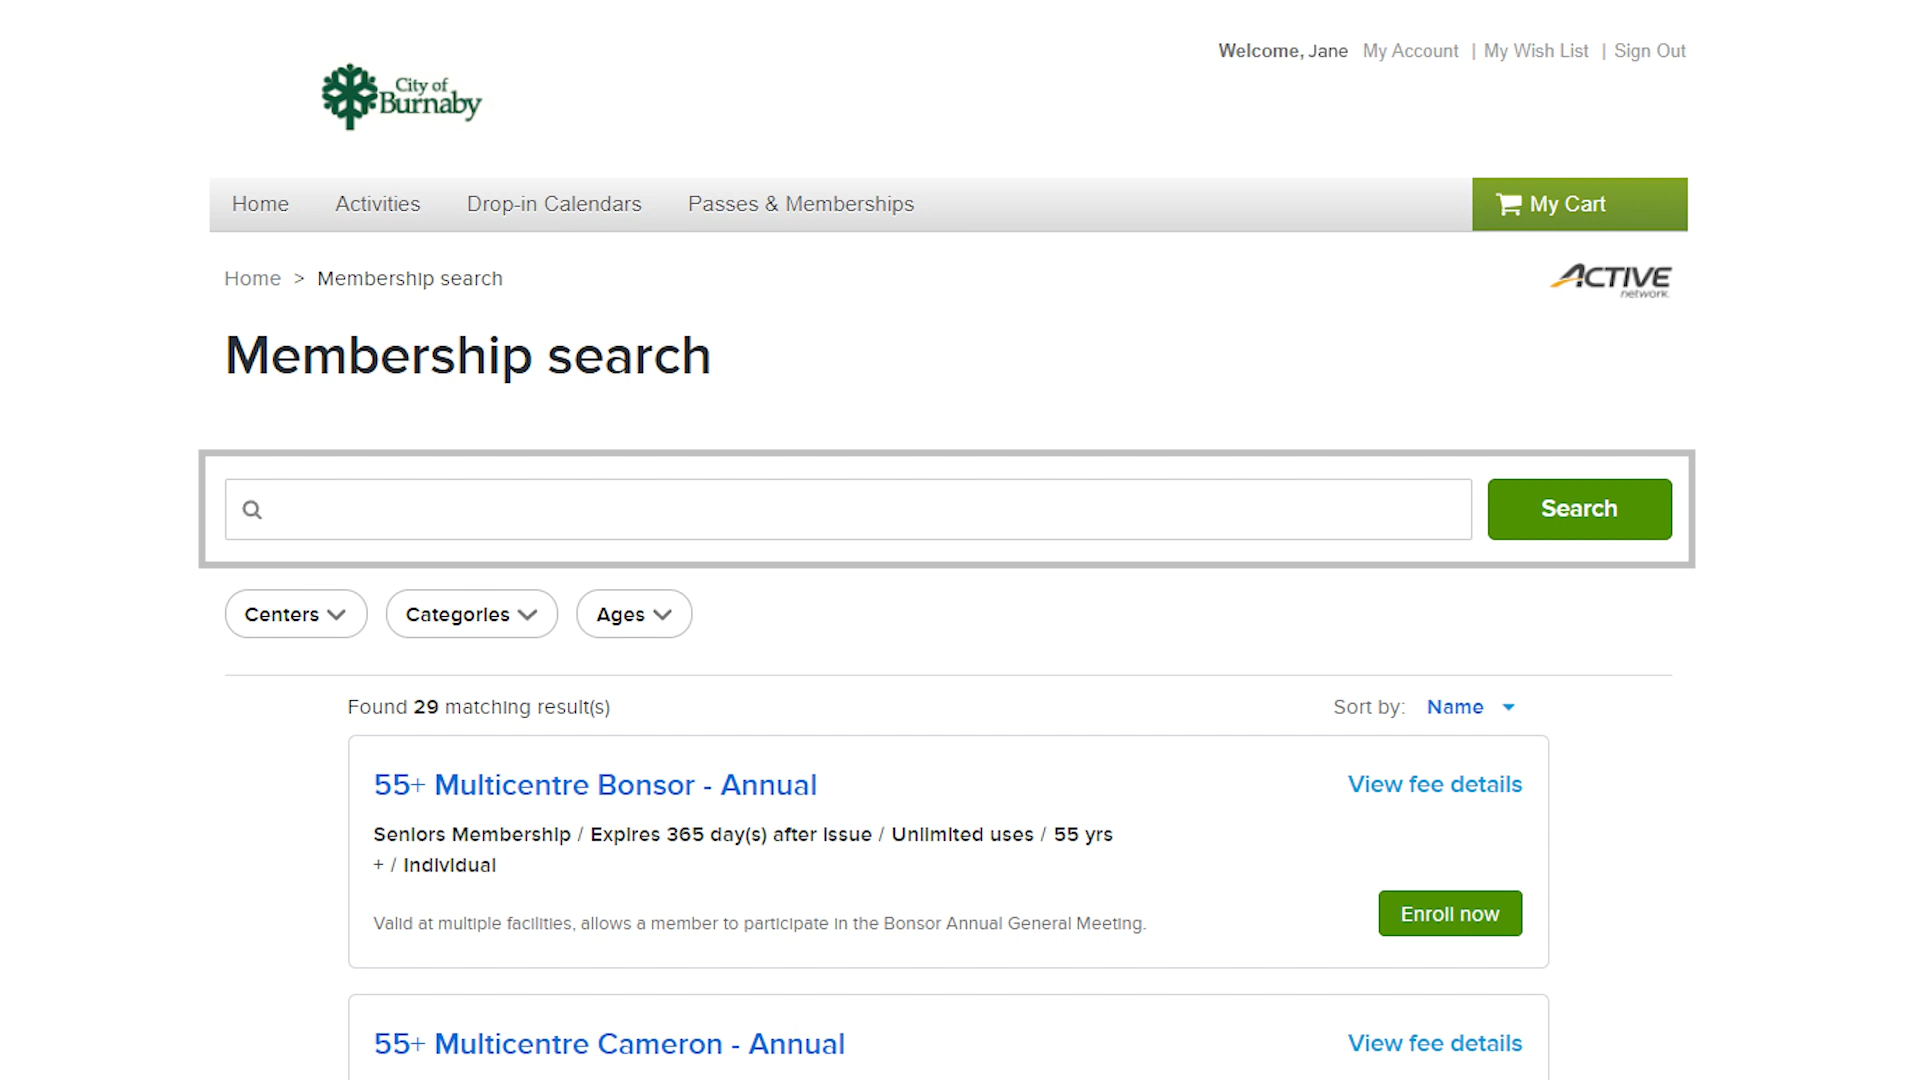 Welcome, Jane My Account | My Wish List | Sign Out
City of
Burnaby
Home Activities Drop-in Calendars Passes & Memberships My Cart
Home > Membership search
ACTIVE
network.
Membership search
Search
Centers Categories Ages
Found 29 matching result(s) Sort by: Name
55+ Multicentre Bonsor - Annual View fee details
Seniors Membership / Expires 365 day(s) after issue / Unlimited uses / 55 yrs
+ / Individual
Enroll now
Valid at multiple facilities, allows a member to participate in the Bonsor Annual General Meeting.
55+ Multicentre Cameron - Annual View fee details